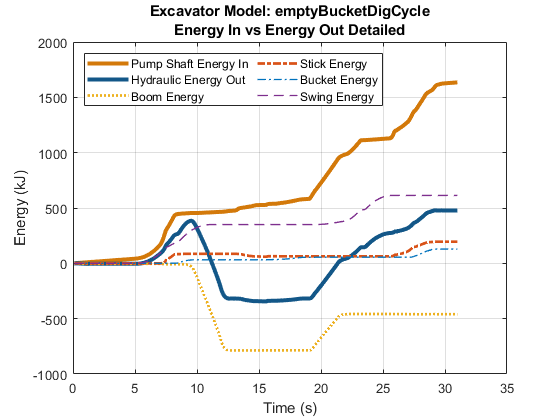 Excavator Model: emptyBucketDigCycle
Energy In vs Energy Out Detailed
Pump Shaft Energy In
Hydraulic Energy Out
Boom Energy
Stick Energy
Bucket Energy
Swing Energy
Energy (kJ)
2000
1500
1000
500
0
-500
-1000
0 5 10 15 20 25 30 35
Time (s)